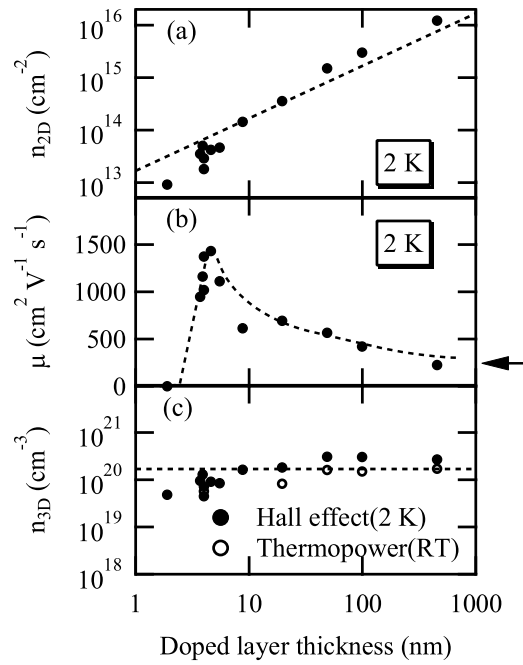 (a)
n2D (cm-2)
10^16
10^15
10^14
10^13
2 K
(b)
μ (cm2 V-1 s-1)
1500
1000
500
0
2 K
(c)
n3D (cm-3)
10^21
10^20
10^19
10^18
Hall effect(2 K)
Thermopower(RT)
1 10 100 1000
Doped layer thickness (nm)